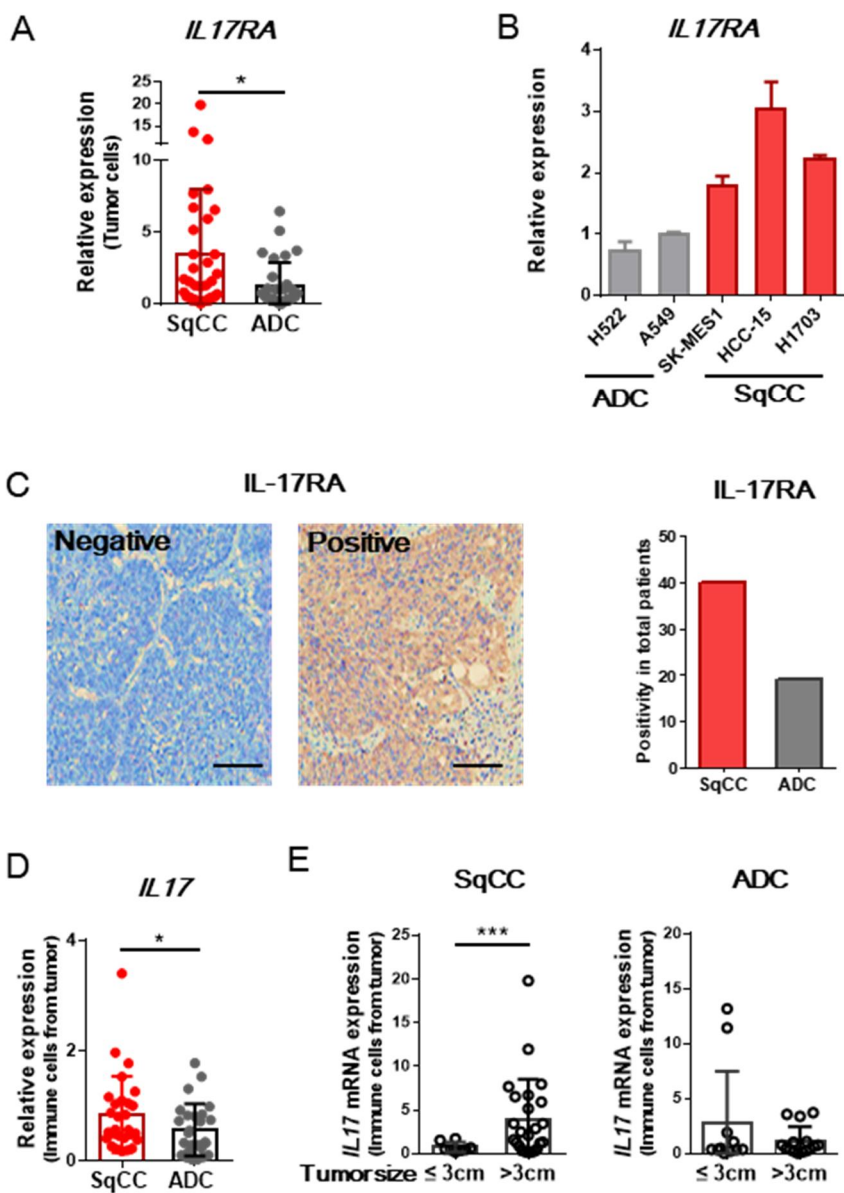 A
IL17RA
*
Relative expression
(Tumor cells)
25
20
15
10
5
0
SqCC
ADC
B
IL17RA
Relative expression
4
3
2
1
0
H522
A549
SK-MES1
HCC-15
H1703
ADC
SqCC
C
IL-17RA
Negative
Positive
IL-17RA
Positivity in total patients
50
40
30
20
10
0
SqCC
ADC
D
IL17
*
Relative expression
(Immune cells from tumor)
4
2
0
SqCC
ADC
E
SqCC
***
IL17 mRNA expression
(Immune cells from tumor)
25
20
15
10
5
0
Tumor size ≤ 3cm >3cm
ADC
IL17 mRNA expression
(Immune cells from tumor)
20
15
10
5
0
≤ 3cm >3cm